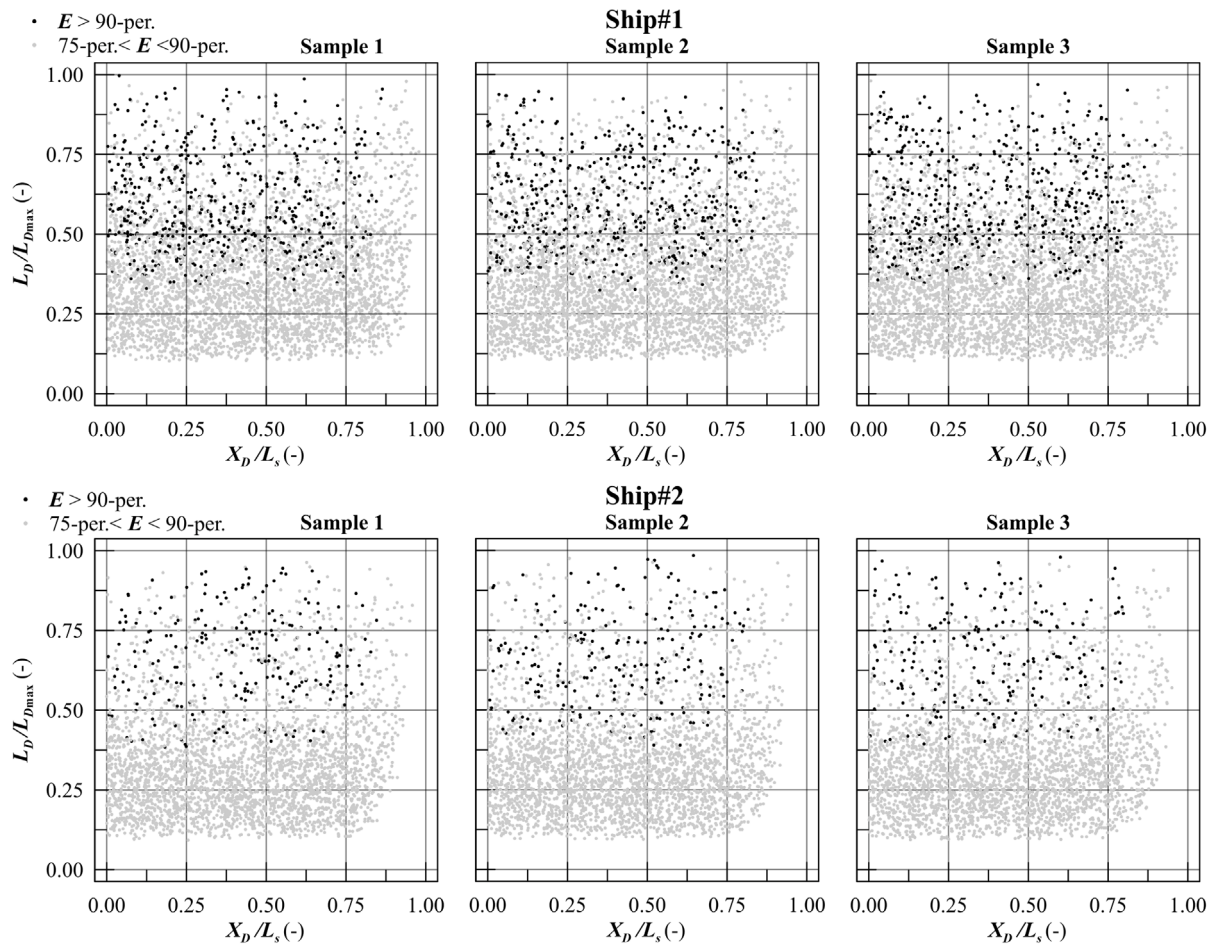 Ship#1
• E > 90-per.
• 75-per.< E <90-per.
Sample 1 Sample 2 Sample 3
1.00
0.75
0.50
0.25
0.00
L_D/L_Dmax (-)
0.00 0.25 0.50 0.75 1.00 0.00 0.25 0.50 0.75 1.00 0.00 0.25 0.50 0.75 1.00
X_D/L_s (-) X_D/L_s (-) X_D/L_s (-)
Ship#2
• E > 90-per.
• 75-per.< E < 90-per.
Sample 1 Sample 2 Sample 3
1.00
0.75
0.50
0.25
0.00
L_D/L_Dmax (-)
0.00 0.25 0.50 0.75 1.00 0.00 0.25 0.50 0.75 1.00 0.00 0.25 0.50 0.75 1.00
X_D/L_s (-) X_D/L_s (-) X_D/L_s (-)